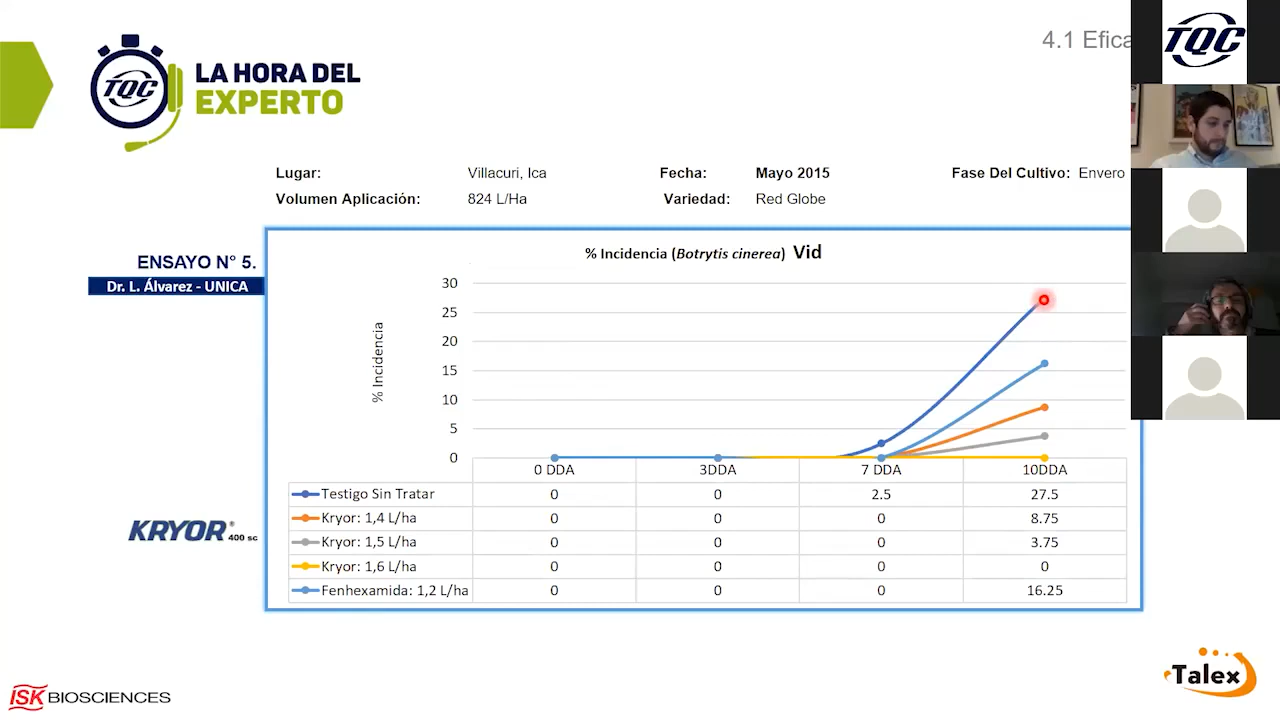 4.1 Efica
TQC
TQC
LA HORA DEL
EXPERTO
Lugar: Villacuri, Ica Fecha: Mayo 2015 Fase Del Cultivo: Envero
Volumen Aplicación: 824 L/Ha Variedad: Red Globe
ENSAYO N° 5.
Dr. L. Álvarez - UNICA
% Incidencia (Botrytis cinerea) Vid
% Incidencia
30
25
20
15
10
5
0
0 DDA 3DDA 7 DDA 10DDA
Testigo Sin Tratar 0 0 2.5 27.5
Kryor: 1,4 L/ha 0 0 0 8.75
Kryor: 1,5 L/ha 0 0 0 3.75
Kryor: 1,6 L/ha 0 0 0 0
Fenhexamida: 1,2 L/ha 0 0 0 16.25
KRYOR® 400 sc
ISK BIOSCIENCES
Talex